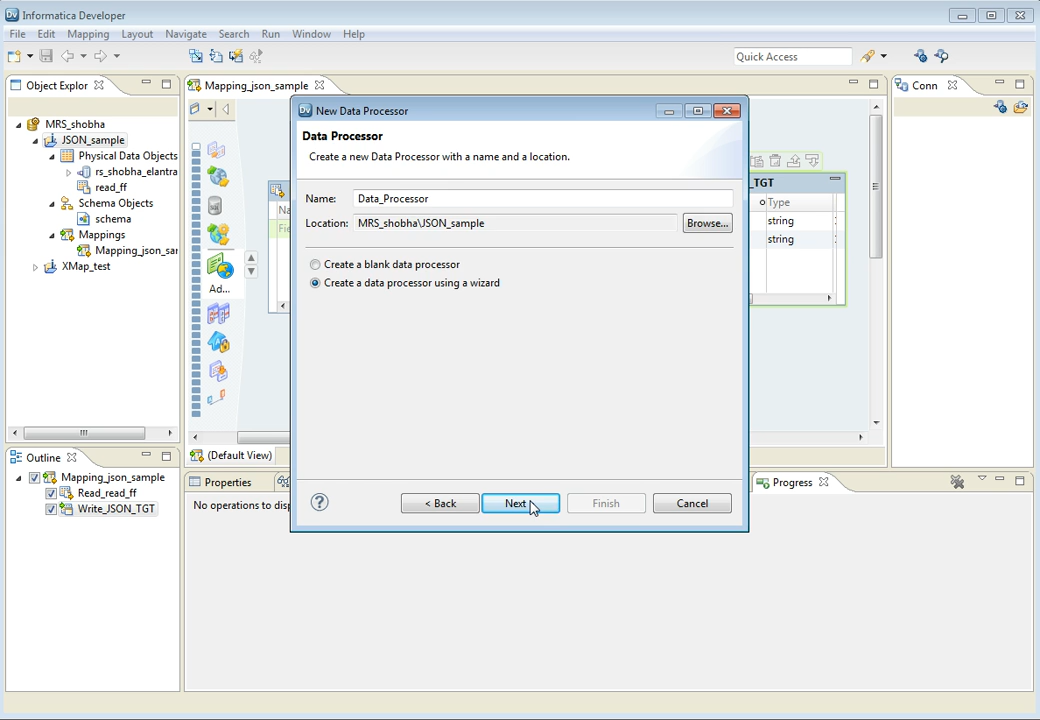 Informatica Developer
File Edit Mapping Layout Navigate Search Run Window Help
Quick Access
Object Explor
Mapping_json_sample
Conn
MRS_shobha
JSON_sample
Physical Data Objects
rs_shobha_elantra
read_ff
Schema Objects
schema
Mappings
Mapping_json_sar
XMap_test
Ad...
New Data Processor
Data Processor
Create a new Data Processor with a name and a location.
Name: Data_Processor
Location: MRS_shobha\JSON_sample Browse...
Create a blank data processor
Create a data processor using a wizard
< Back Next Finish Cancel
_TGT
Type
string
string
Na
Fie
(Default View)
Outline
Mapping_json_sample
Read_read_ff
Write_JSON_TGT
Properties
No operations to disp
Progress